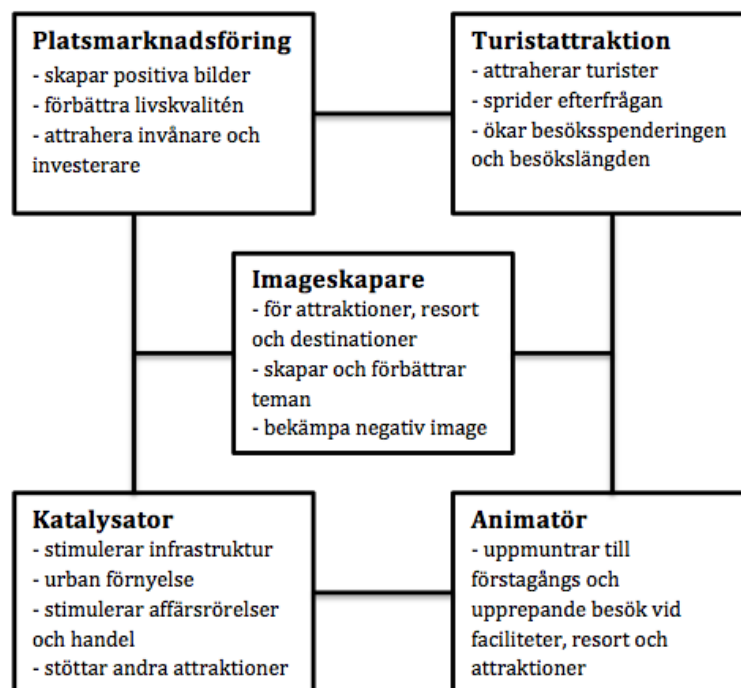 Platsmarknadsföring
- skapar positiva bilder
- förbättra livskvalitén
- attrahera invånare och
investerare
Turistattraktion
- attraherar turister
- sprider efterfrågan
- ökar besöksspenderingen
och besökslängden
Imageskapare
- för attraktioner, resort
och destinationer
- skapar och förbättrar
teman
- bekämpa negativ image
Katalysator
- stimulerar infrastruktur
- urban förnyelse
- stimulerar affärsrörelser
och handel
- stöttar andra attraktioner
Animatör
- uppmuntrar till
förstagångs och
upprepande besök vid
faciliteter, resort och
attraktioner